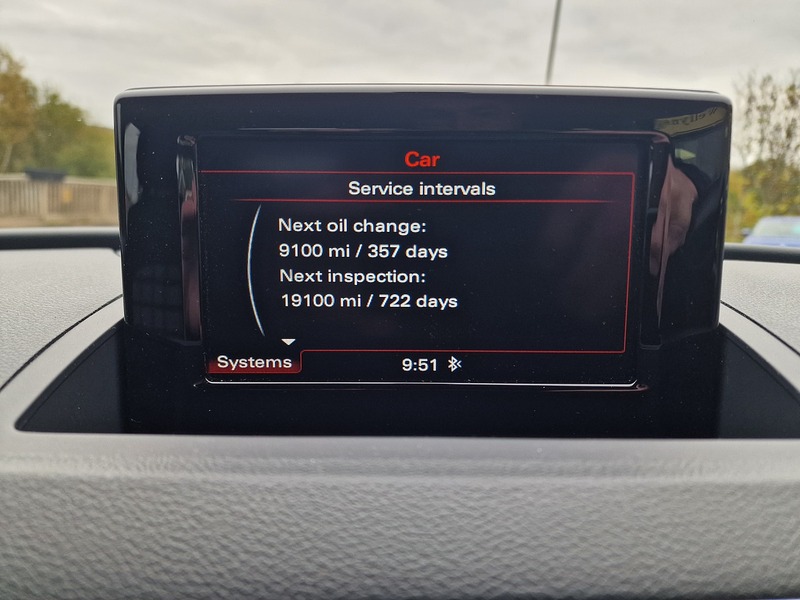 Car
Service intervals
Next oil change:
9100 mi / 357 days
Next inspection:
19100 mi / 722 days
Systems
9:51